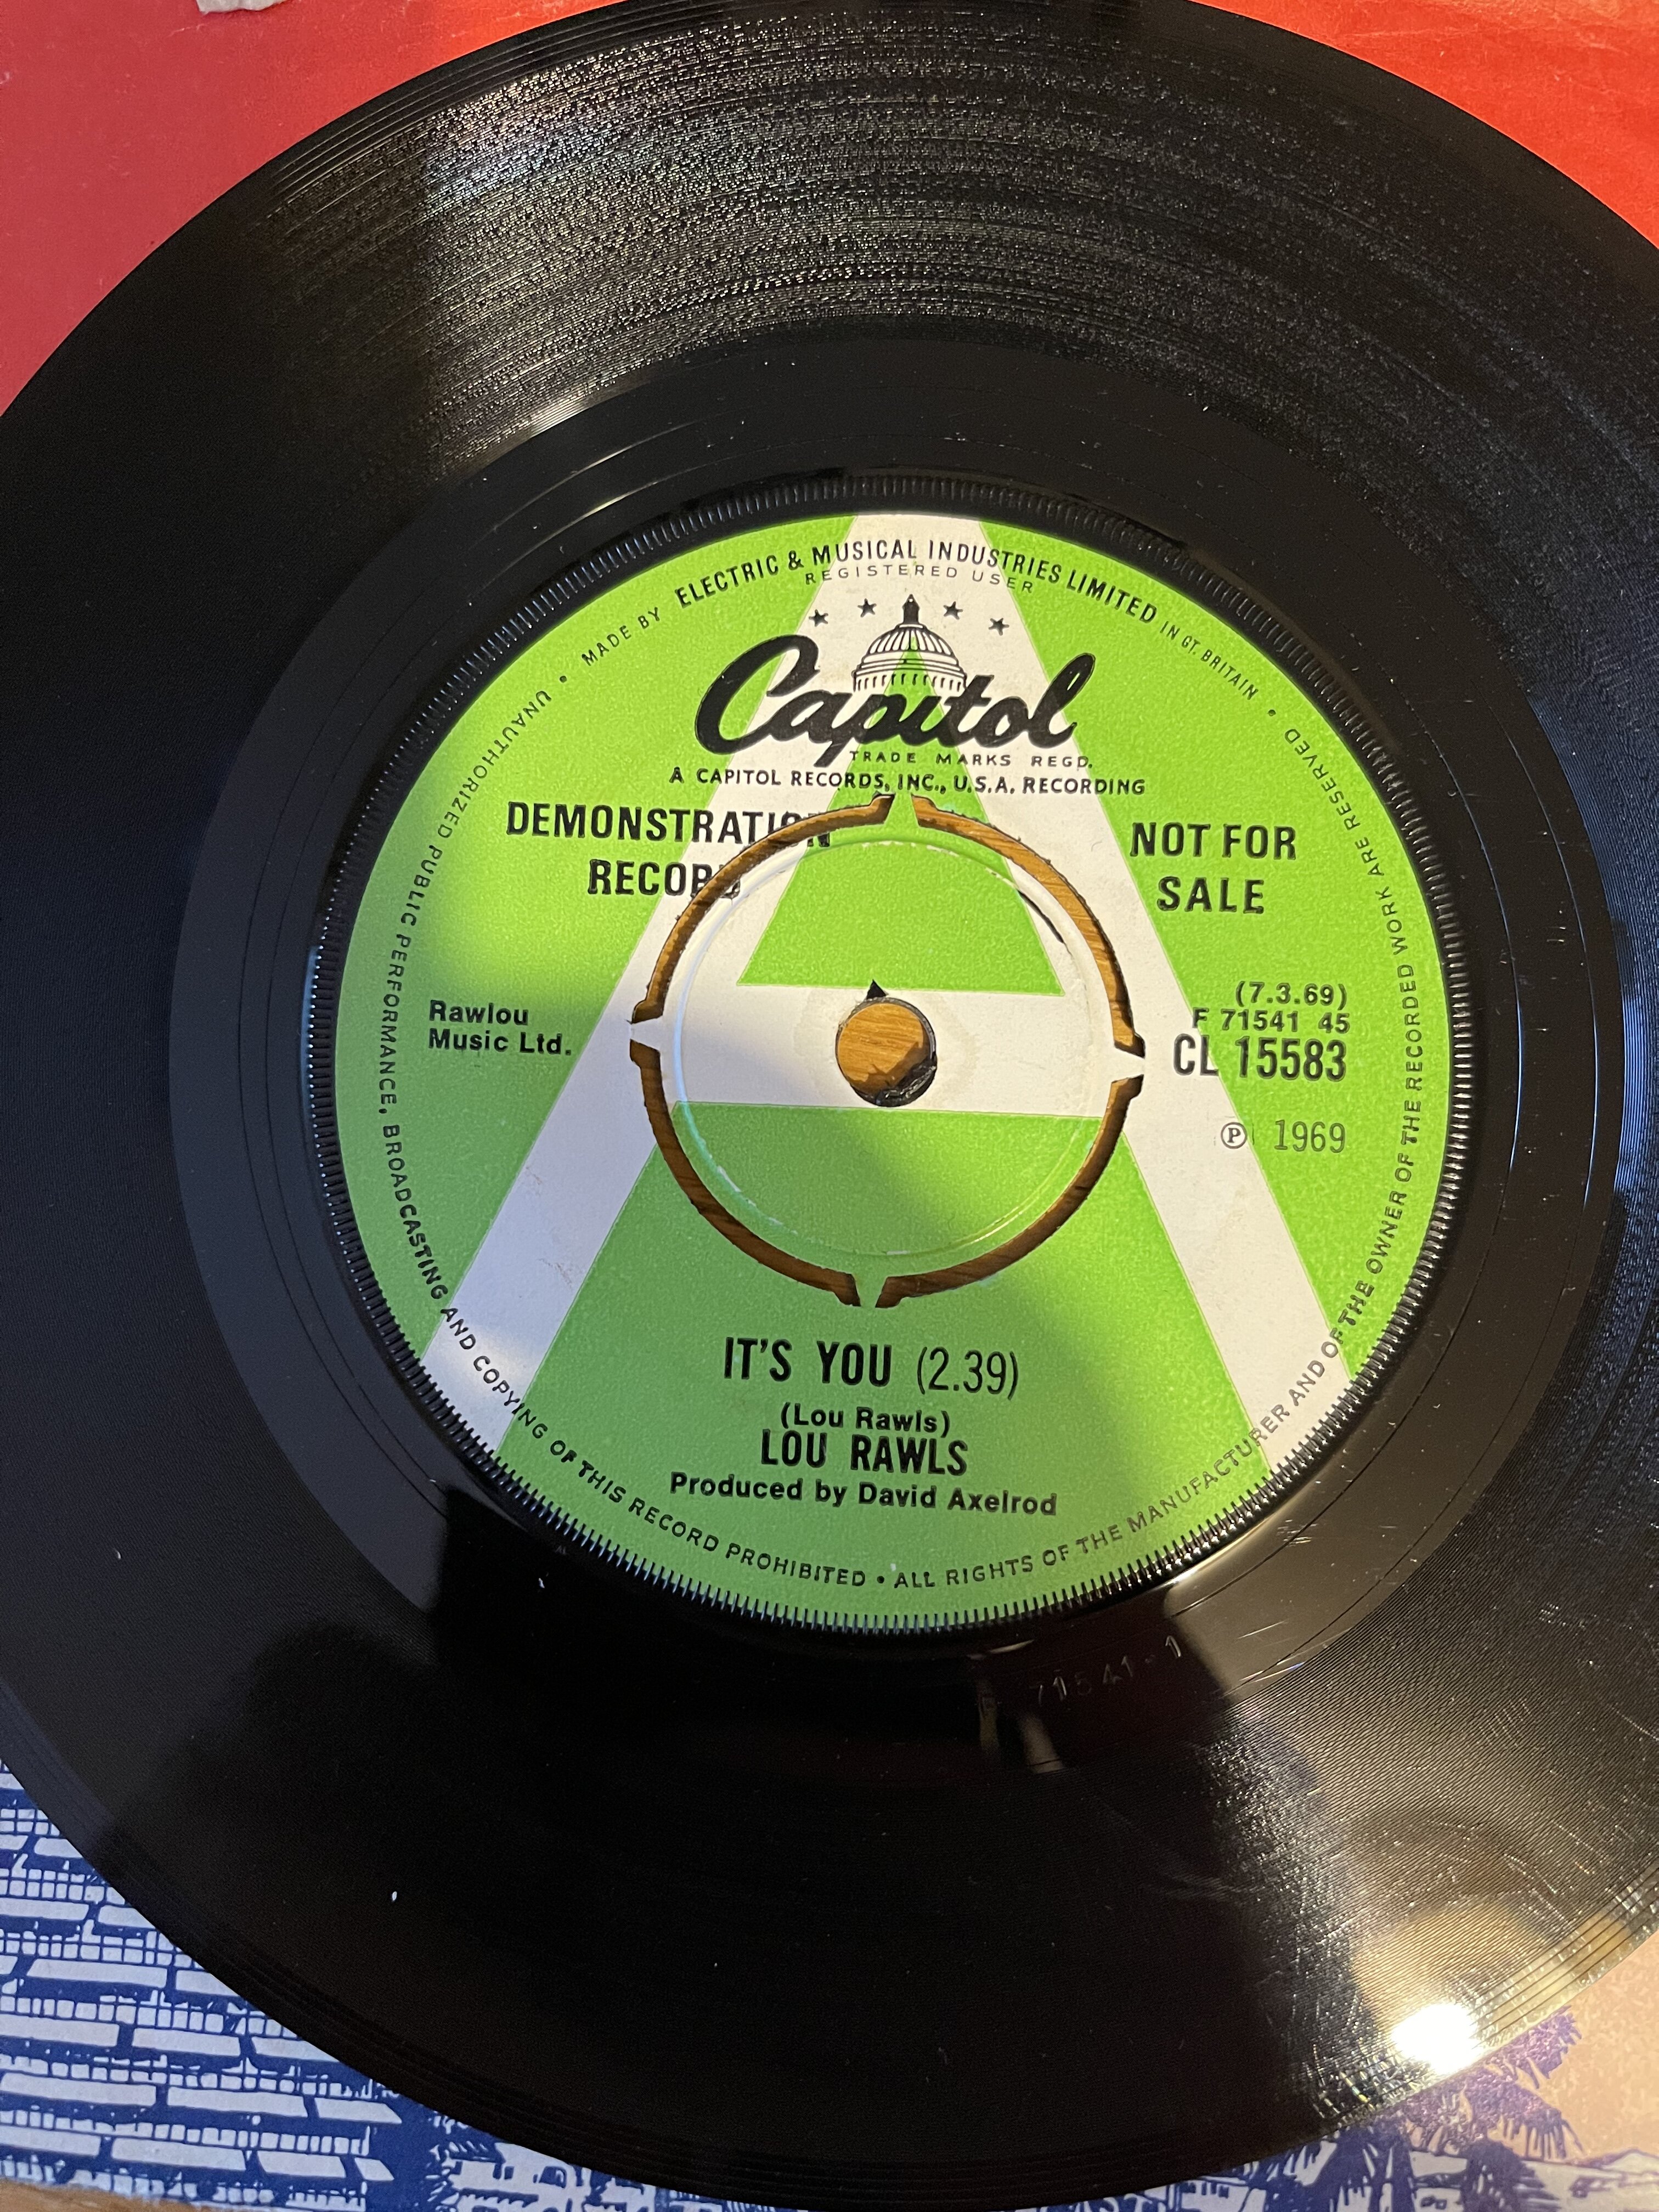 MADE BY ELECTRIC & MUSICAL INDUSTRIES LIMITED IN GT. BRITAIN •
REGISTERED USER
Capitol
TRADE MARKS REGD.
A CAPITOL RECORDS, INC., U.S.A. RECORDING
DEMONSTRATION
RECORD
NOT FOR
SALE
Rawlou
Music Ltd.
(7.3.69)
F 71541 45
CL 15583
℗ 1969
IT'S YOU (2.39)
(Lou Rawls)
LOU RAWLS
Produced by David Axelrod
• UNAUTHORIZED PUBLIC PERFORMANCE, BROADCASTING AND COPYING OF THIS RECORD PROHIBITED • ALL RIGHTS OF THE MANUFACTURER AND OF THE OWNER OF THE RECORDED WORK ARE RESERVED
71541-1